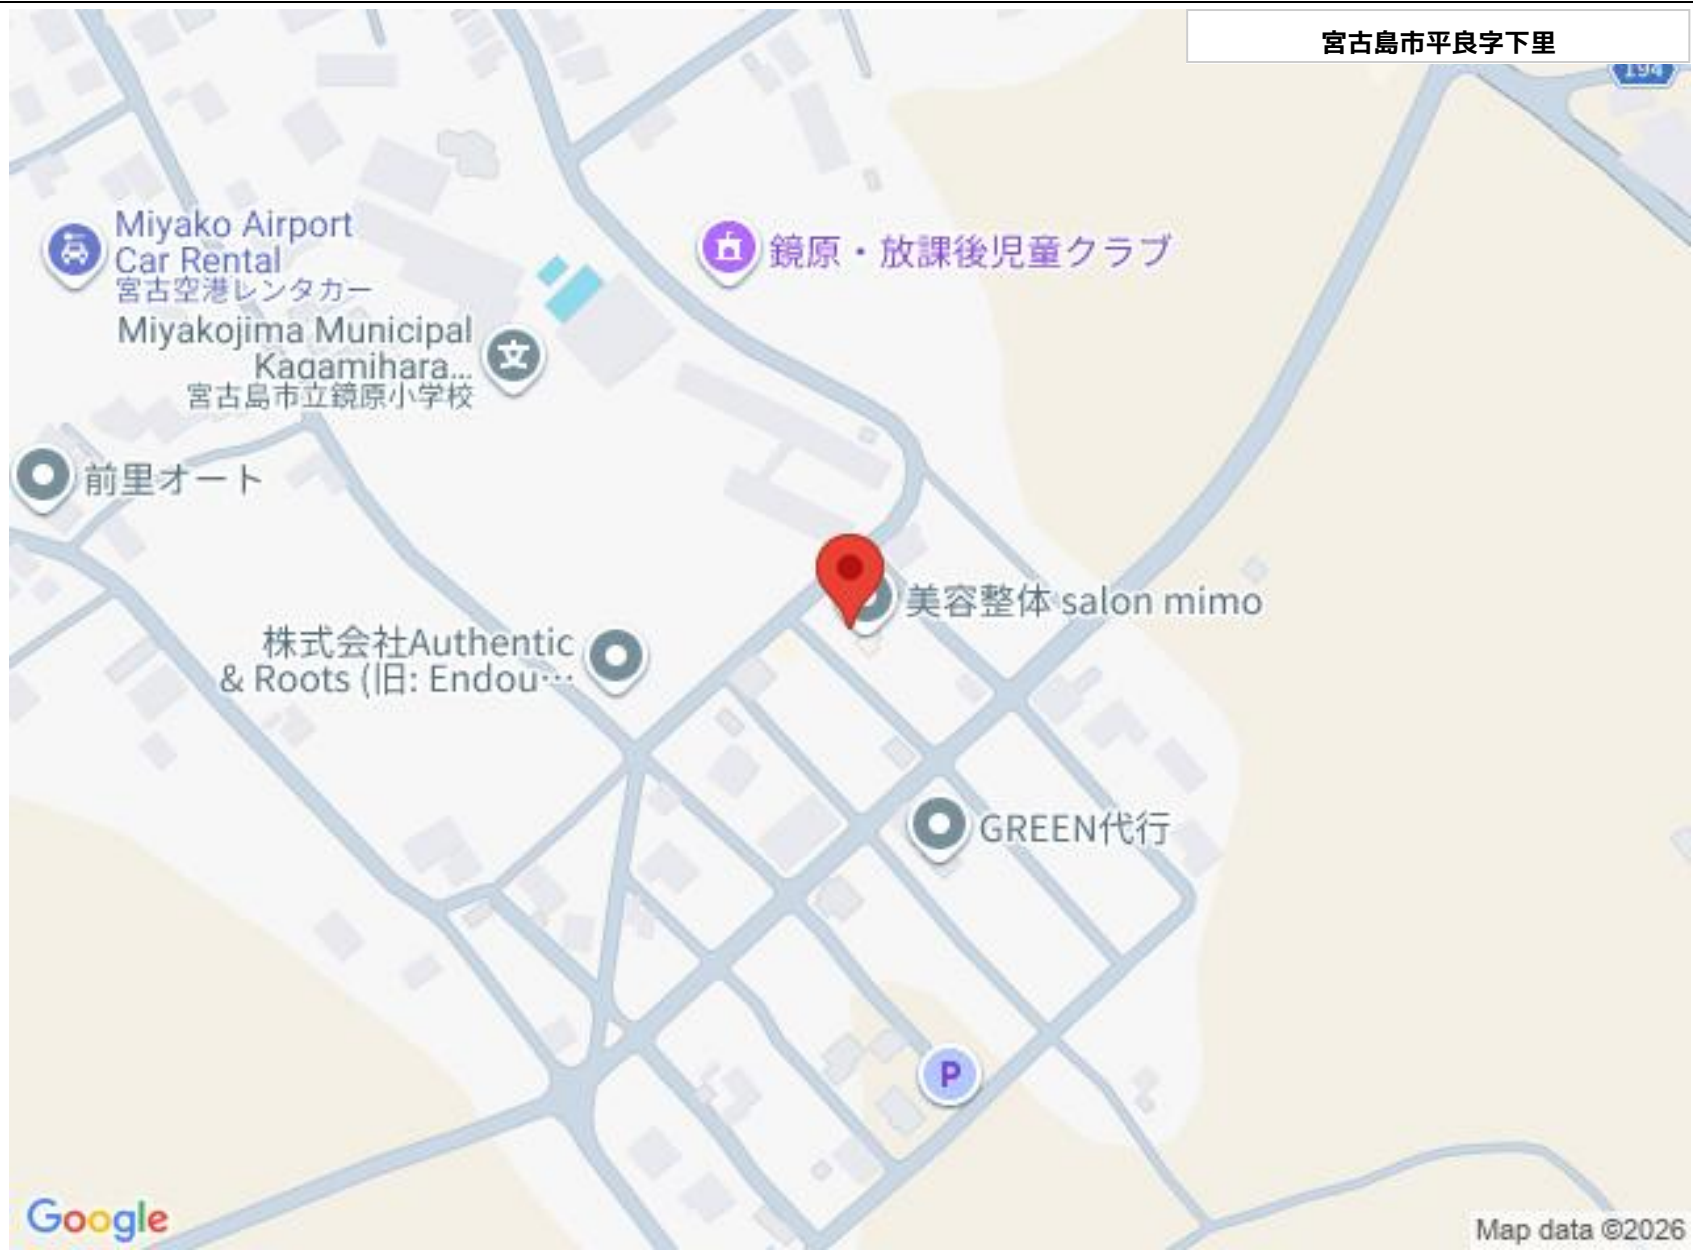 宮古島市平良字下里
194
Miyako Airport
Car Rental
宮古空港レンタカー
鏡原・放課後児童クラブ
Miyakojima Municipal
Kagamihara...
宮古島市立鏡原小学校
文
前里オート
美容整体 salon mimo
株式会社Authentic
& Roots (旧: Endou…
GREEN代行
P
Google
Map data ©2026